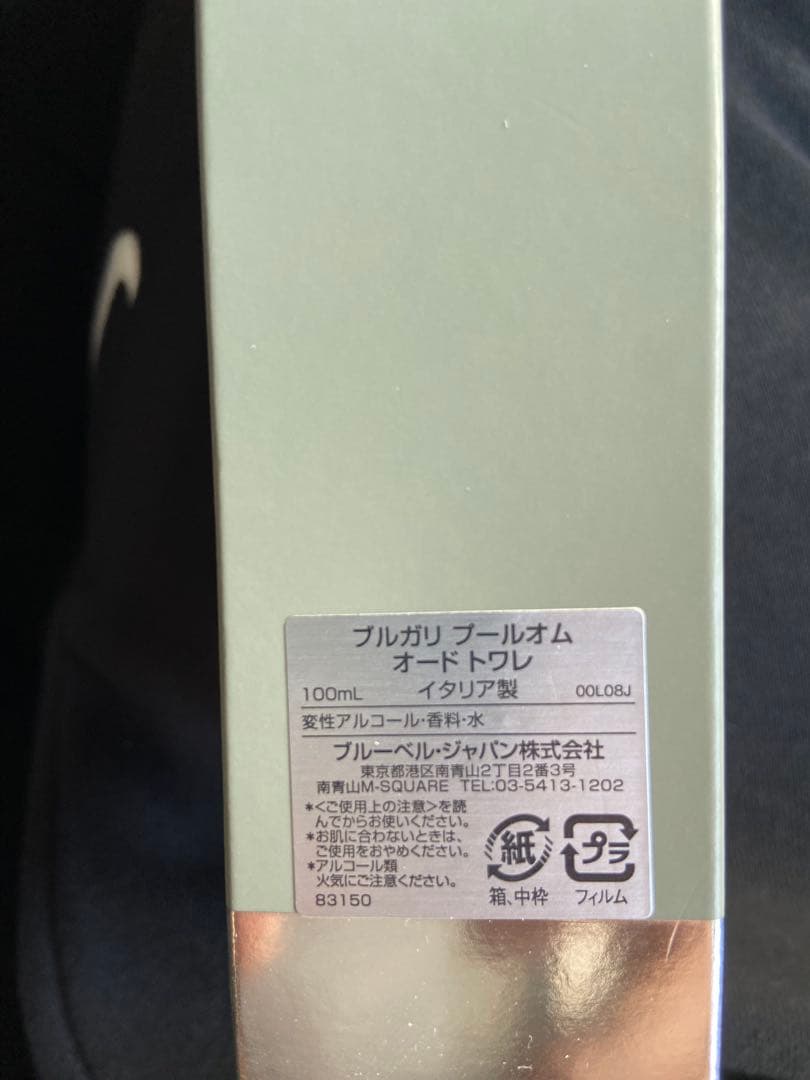 ブルガリ プールオム
オード トワレ
100mL イタリア製 00L08J
変性アルコール・香料・水
ブルーベル・ジャパン株式会社
東京都港区南青山2丁目2番3号
南青山M-SQUARE TEL:03-5413-1202
*<ご使用上の注意>を読
んでからお使いください。
*お肌に合わないときは、
ご使用をおやめください。
*アルコール類
火気にご注意ください。
83150
紙
箱、中枠
プラ
フィルム